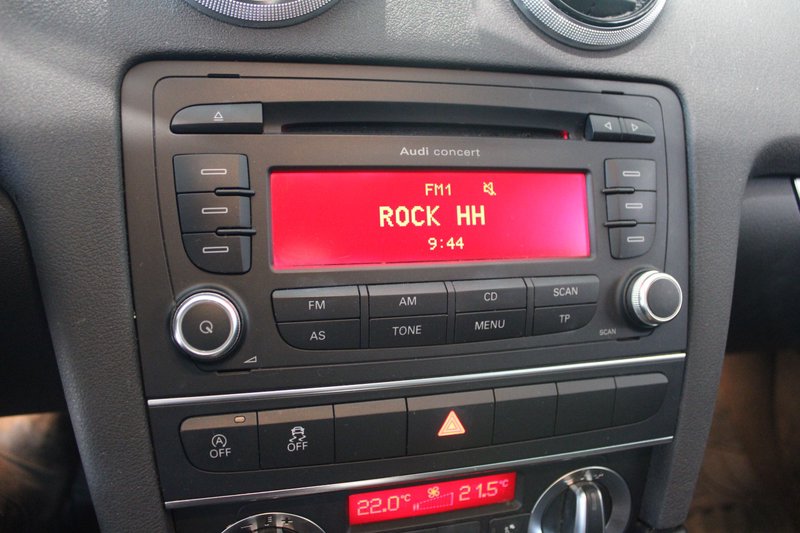 Audi concert
FM1
ROCK HH
9:44
FM AM CD SCAN
AS TONE MENU TP
SCAN
A OFF
OFF
22.0°C 21.5°C